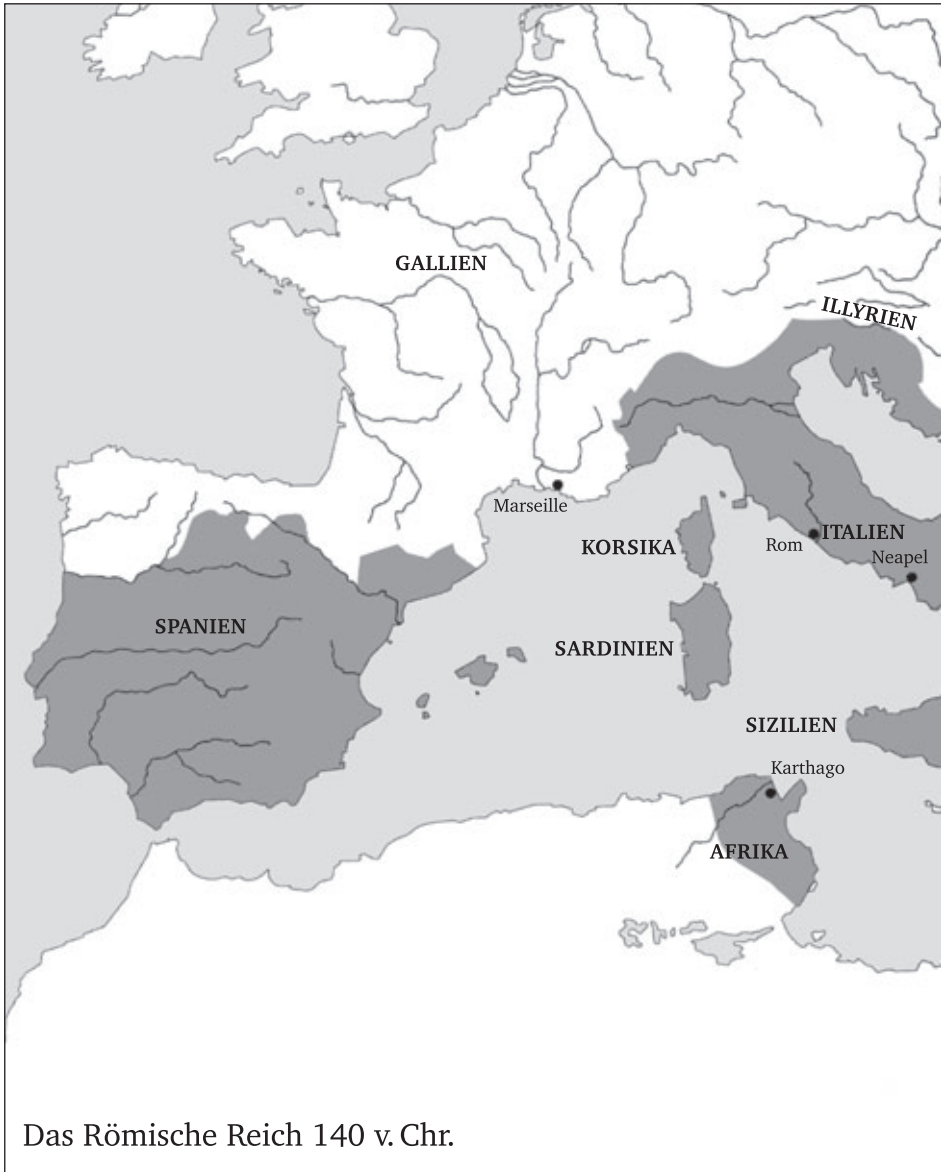 GALLIEN
ILLYRIEN
Marseille
KORSIKA
Rom
ITALIEN
Neapel
SPANIEN
SARDINIEN
SIZILIEN
Karthago
AFRIKA
Das Römische Reich 140 v. Chr.